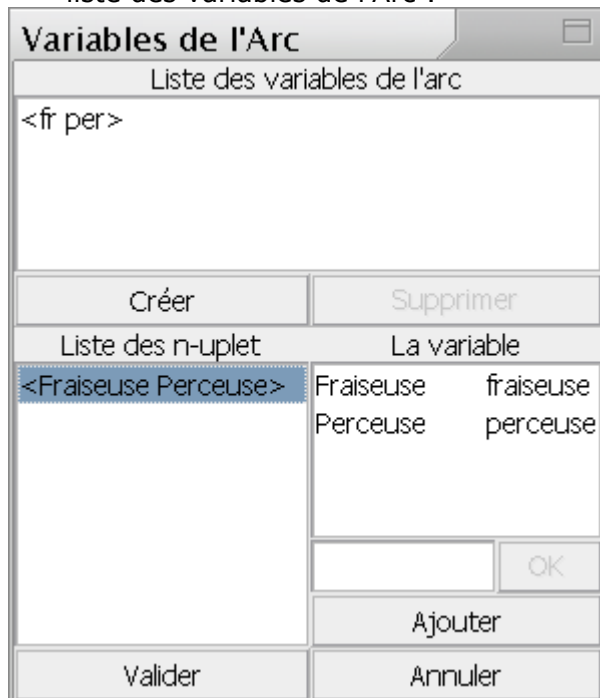 liste des variables de l'Arc :
Variables de l'Arc
Liste des variables de l'arc
<fr per>
Créer Supprimer
Liste des n-uplet La variable
<Fraiseuse Perceuse> Fraiseuse fraiseuse
Perceuse perceuse
OK
Ajouter
Valider Annuler